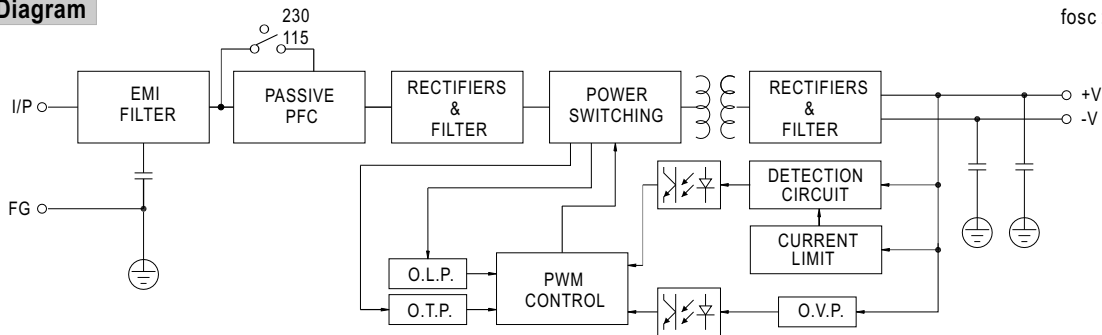 Diagram
fosc
230
115
I/P
EMI
FILTER
PASSIVE
PFC
RECTIFIERS
&
FILTER
POWER
SWITCHING
RECTIFIERS
&
FILTER
+V
-V
FG
DETECTION
CIRCUIT
CURRENT
LIMIT
O.L.P.
O.T.P.
PWM
CONTROL
O.V.P.